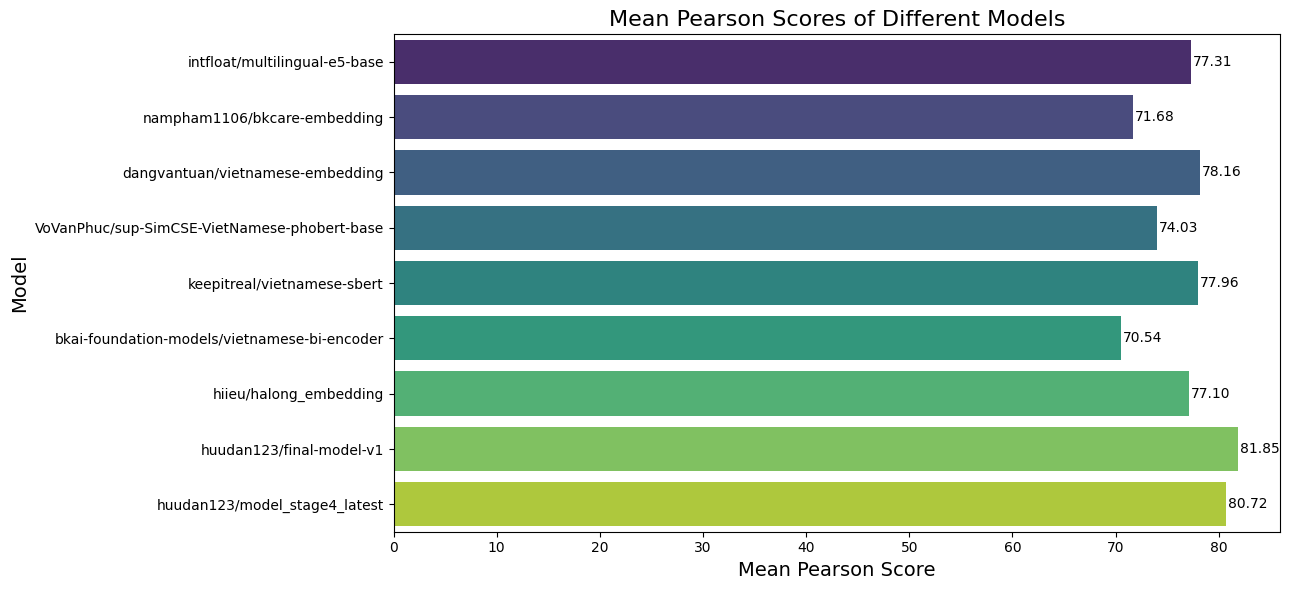 Mean Pearson Scores of Different Models
Model
intfloat/multilingual-e5-base 77.31
nampham1106/bkcare-embedding 71.68
dangvantuan/vietnamese-embedding 78.16
VoVanPhuc/sup-SimCSE-VietNamese-phobert-base 74.03
keepitreal/vietnamese-sbert 77.96
bkai-foundation-models/vietnamese-bi-encoder 70.54
hiieu/halong_embedding 77.10
huudan123/final-model-v1 81.85
huudan123/model_stage4_latest 80.72
0 10 20 30 40 50 60 70 80
Mean Pearson Score